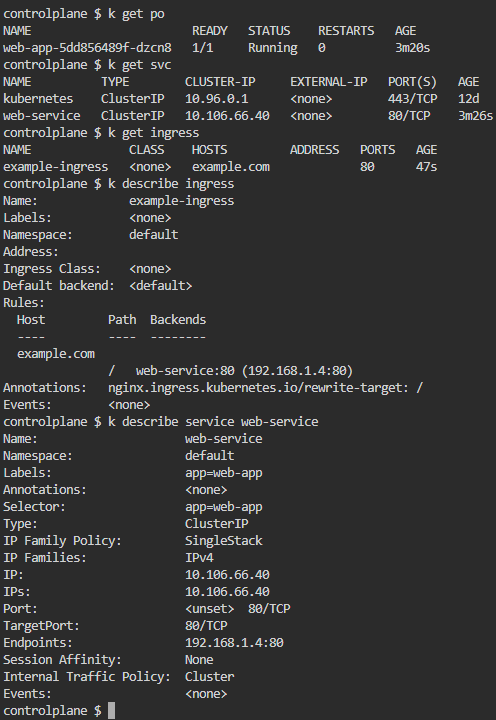 controlplane $ k get po
NAME                       READY   STATUS    RESTARTS   AGE
web-app-5dd856489f-dzcn8   1/1     Running   0          3m20s
controlplane $ k get svc
NAME          TYPE        CLUSTER-IP     EXTERNAL-IP   PORT(S)   AGE
kubernetes    ClusterIP   10.96.0.1      <none>        443/TCP   12d
web-service   ClusterIP   10.106.66.40   <none>        80/TCP    3m26s
controlplane $ k get ingress
NAME              CLASS    HOSTS         ADDRESS   PORTS   AGE
example-ingress   <none>   example.com             80      47s
controlplane $ k describe ingress
Name:             example-ingress
Labels:           <none>
Namespace:        default
Address:
Ingress Class:    <none>
Default backend:  <default>
Rules:
  Host         Path  Backends
  ----         ----  --------
  example.com
               /   web-service:80 (192.168.1.4:80)
Annotations:   nginx.ingress.kubernetes.io/rewrite-target: /
Events:        <none>
controlplane $ k describe service web-service
Name:                     web-service
Namespace:                default
Labels:                   app=web-app
Annotations:              <none>
Selector:                 app=web-app
Type:                     ClusterIP
IP Family Policy:         SingleStack
IP Families:              IPv4
IP:                       10.106.66.40
IPs:                      10.106.66.40
Port:                     <unset>  80/TCP
TargetPort:               80/TCP
Endpoints:                192.168.1.4:80
Session Affinity:         None
Internal Traffic Policy:  Cluster
Events:                   <none>
controlplane $